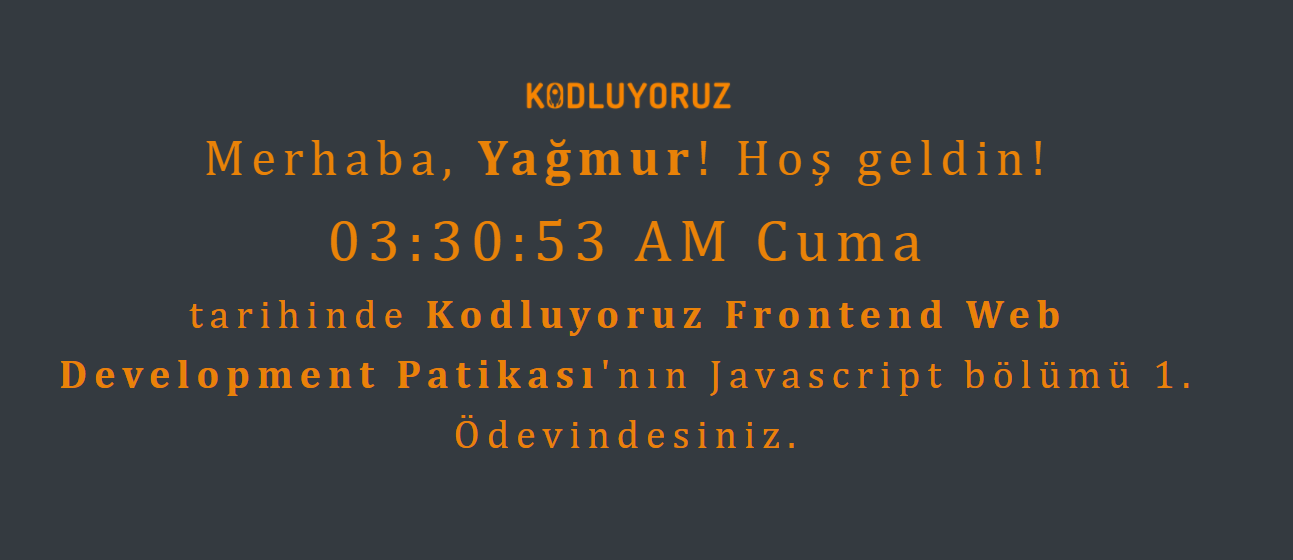 KODLUYORUZ
Merhaba, Yağmur! Hoş geldin!
03:30:53 AM Cuma
tarihinde Kodluyoruz Frontend Web
Development Patikası'nın Javascript bölümü 1.
Ödevindesiniz.